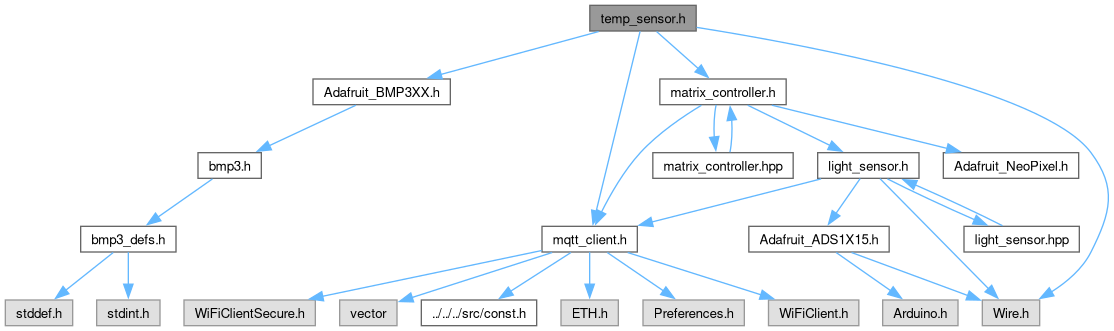 temp_sensor.h
Adafruit_BMP3XX.h
matrix_controller.h
bmp3.h
matrix_controller.hpp
light_sensor.h
Adafruit_NeoPixel.h
bmp3_defs.h
mqtt_client.h
Adafruit_ADS1X15.h
light_sensor.hpp
stddef.h
stdint.h
WiFiClientSecure.h
vector
../../../src/const.h
ETH.h
Preferences.h
WiFiClient.h
Arduino.h
Wire.h